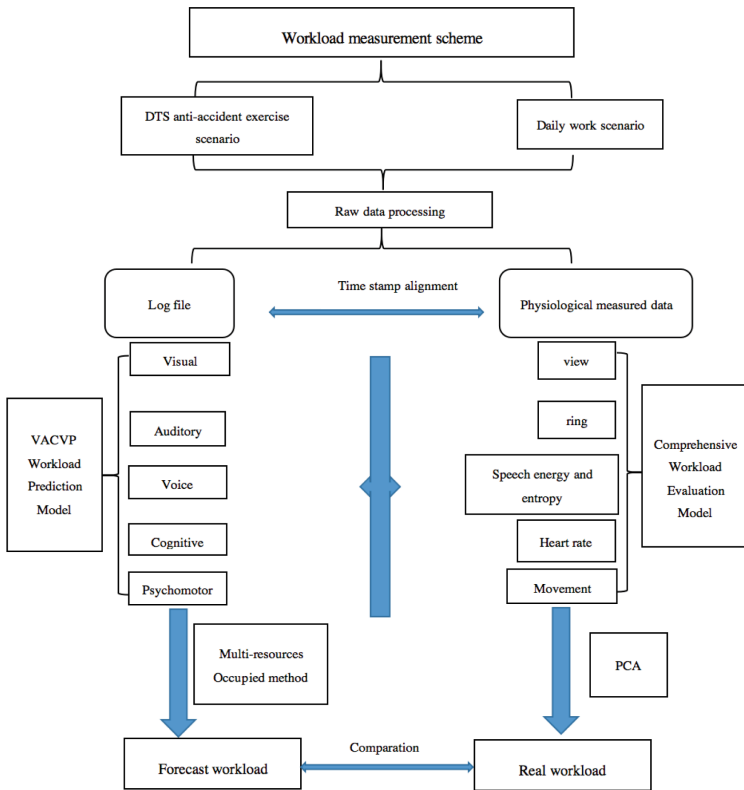 Workload measurement scheme
DTS anti-accident exercise
scenario
Daily work scenario
Raw data processing
Log file
Time stamp alignment
Physiological measured data
Visual
Auditory
Voice
Cognitive
Psychomotor
VACVP
Workload
Prediction
Model
view
ring
Speech energy and
entropy
Heart rate
Movement
Comprehensive
Workload
Evaluation
Model
Multi-resources
Occupied method
PCA
Forecast workload
Comparation
Real workload